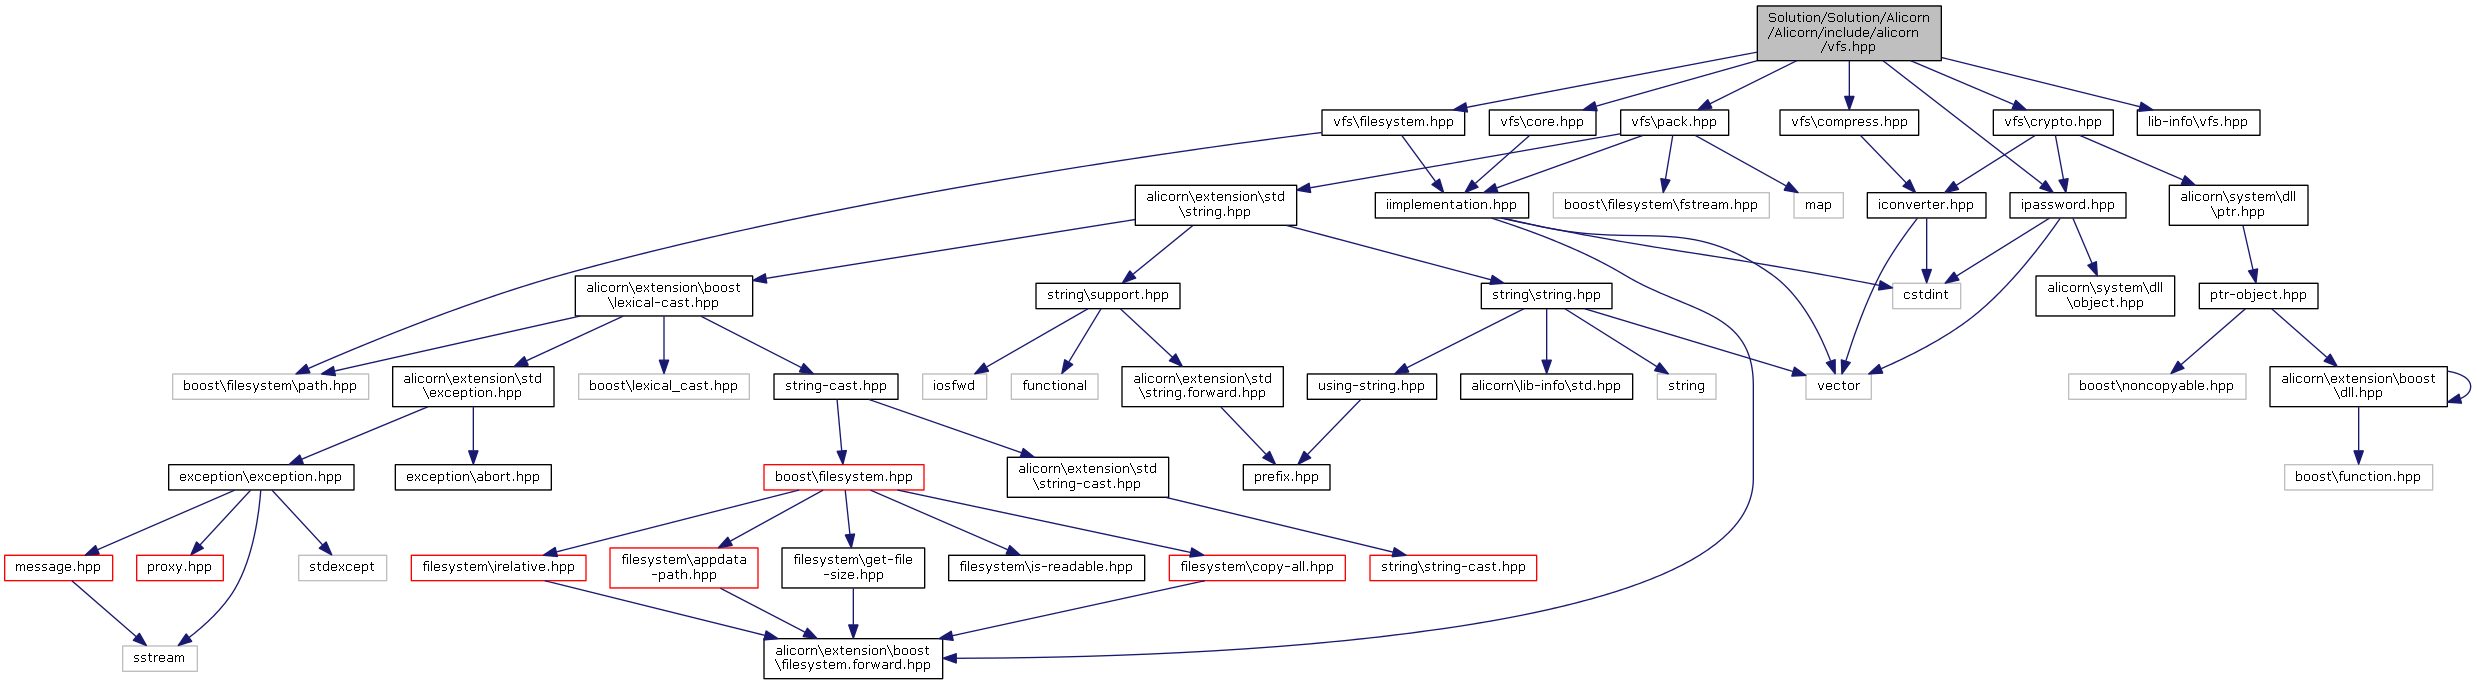 Solution/Solution/Alicorn
/Alicorn/include/alicorn
/vfs.hpp
vfs\filesystem.hpp
vfs\core.hpp
vfs\pack.hpp
vfs\compress.hpp
vfs\crypto.hpp
lib-info\vfs.hpp
alicorn\extension\std
\string.hpp
iimplementation.hpp
boost\filesystem\fstream.hpp
map
iconverter.hpp
ipassword.hpp
alicorn\system\dll
\ptr.hpp
alicorn\extension\boost
\lexical-cast.hpp
string\support.hpp
string\string.hpp
cstdint
alicorn\system\dll
\object.hpp
ptr-object.hpp
boost\filesystem\path.hpp
alicorn\extension\std
\exception.hpp
boost\lexical_cast.hpp
string-cast.hpp
iosfwd
functional
alicorn\extension\std
\string.forward.hpp
using-string.hpp
alicorn\lib-info\std.hpp
string
vector
boost\noncopyable.hpp
alicorn\extension\boost
\dll.hpp
exception\exception.hpp
exception\abort.hpp
boost\filesystem.hpp
alicorn\extension\std
\string-cast.hpp
prefix.hpp
boost\function.hpp
message.hpp
proxy.hpp
stdexcept
filesystem\irelative.hpp
filesystem\appdata
-path.hpp
filesystem\get-file
-size.hpp
filesystem\is-readable.hpp
filesystem\copy-all.hpp
string\string-cast.hpp
sstream
alicorn\extension\boost
\filesystem.forward.hpp